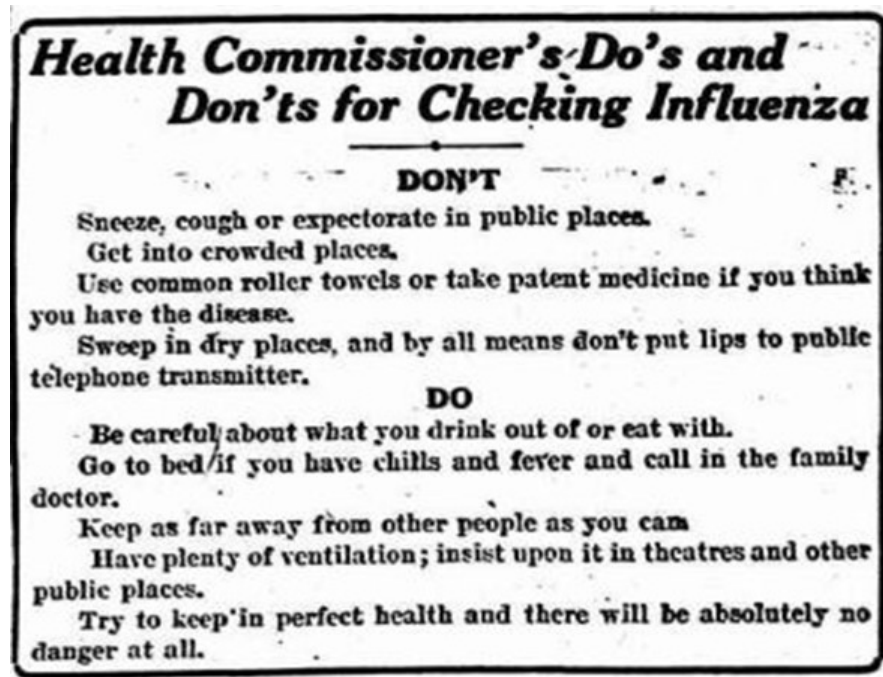 Health Commissioner's Do's and
Don'ts for Checking Influenza
DON'T
Sneeze, cough or expectorate in public places.
Get into crowded places.
Use common roller towels or take patent medicine if you think
you have the disease.
Sweep in dry places, and by all means don't put lips to public
telephone transmitter.
DO
Be careful about what you drink out of or eat with.
Go to bed if you have chills and fever and call in the family
doctor.
Keep as far away from other people as you can
Have plenty of ventilation; insist upon it in theatres and other
public places.
Try to keep in perfect health and there will be absolutely no
danger at all.